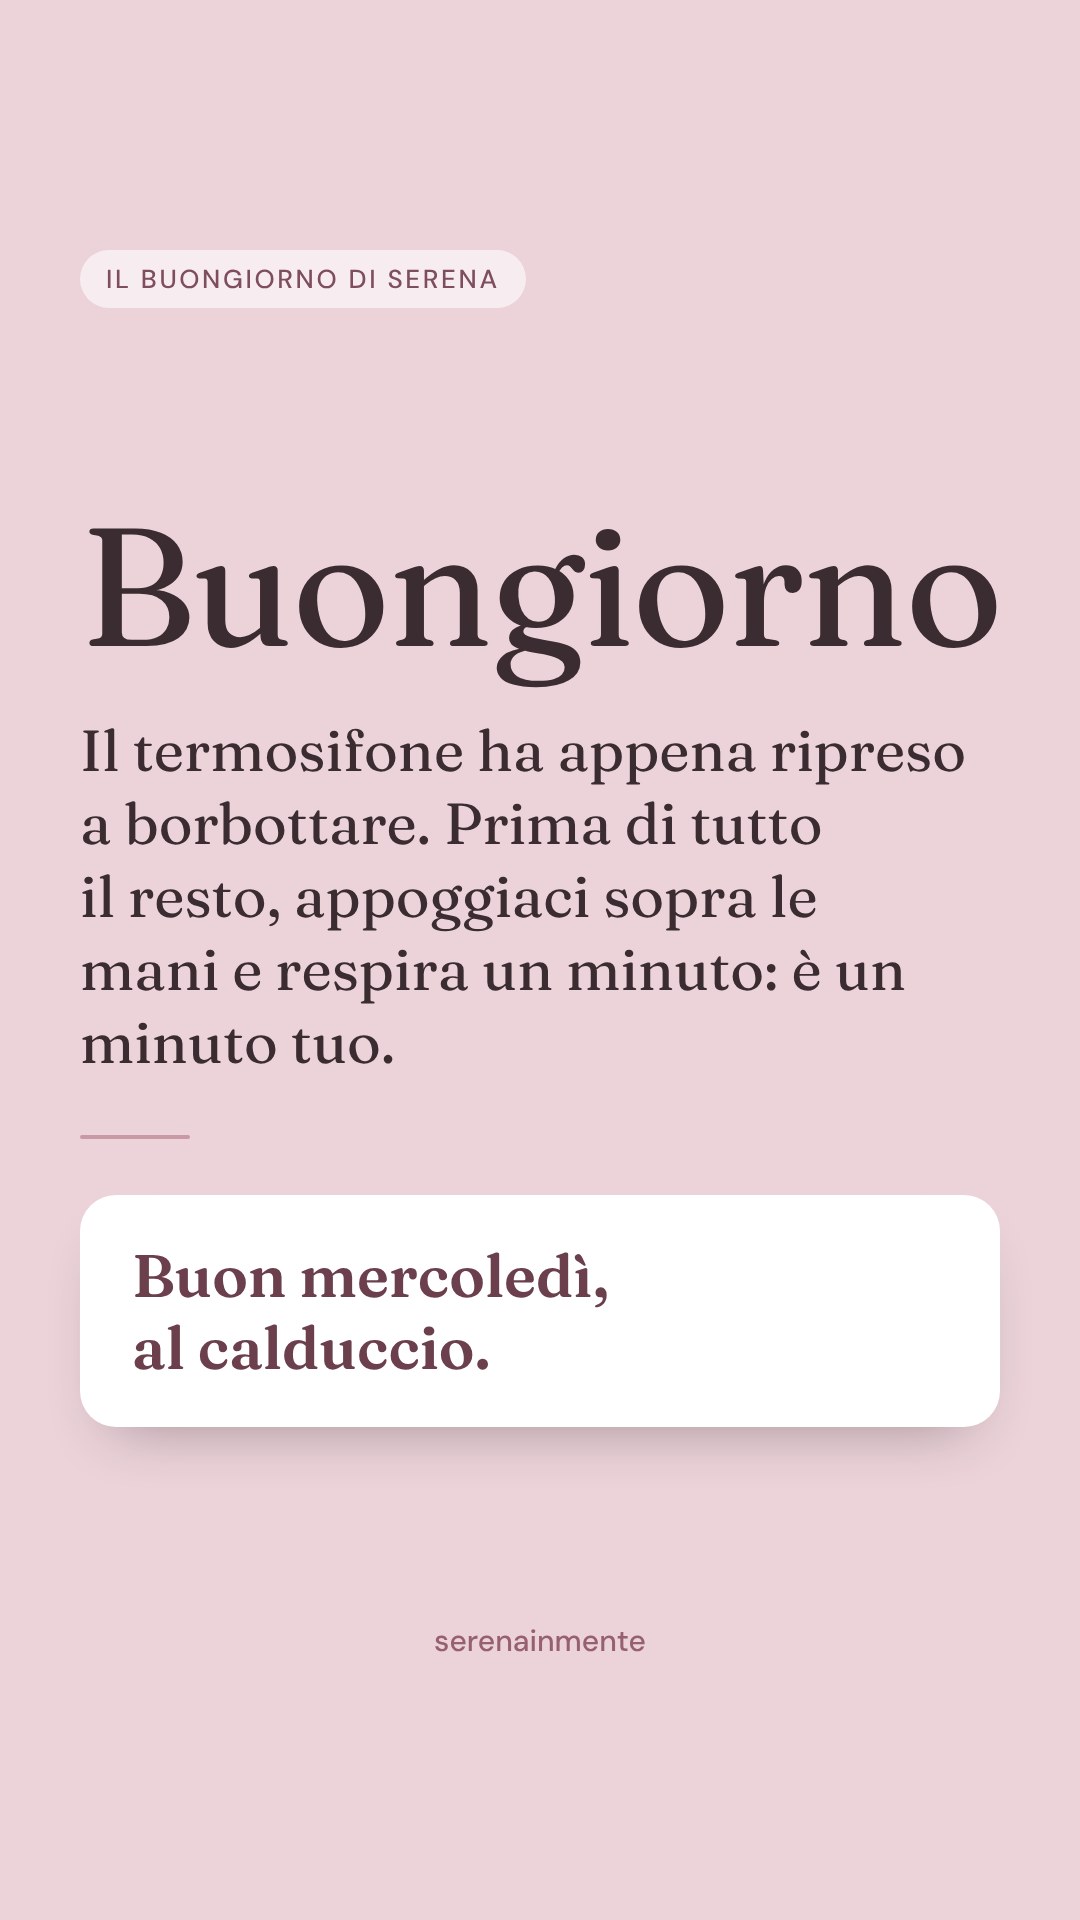 IL BUONGIORNO DI SERENA
Buongiorno
Il termosifone ha appena ripreso
a borbottare. Prima di tutto
il resto, appoggiaci sopra le
mani e respira un minuto: è un
minuto tuo.
Buon mercoledì,
al calduccio.
serenainmente